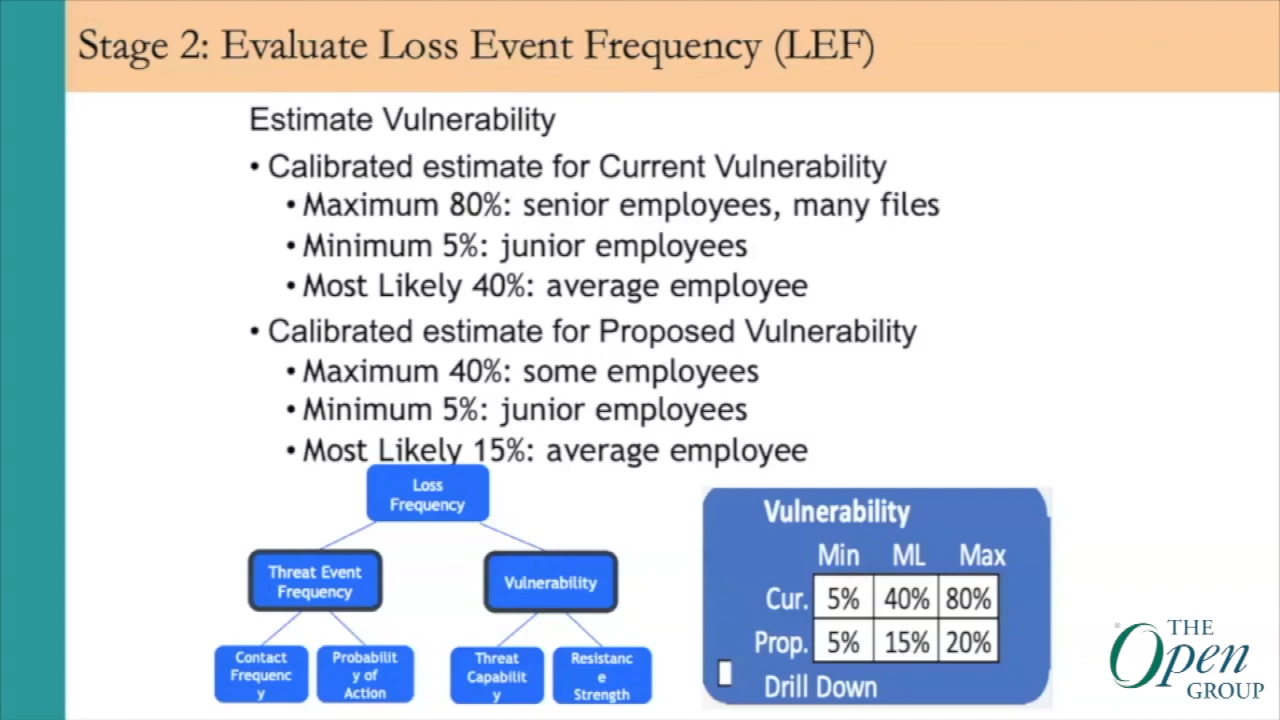 Stage 2: Evaluate Loss Event Frequency (LEF)
Estimate Vulnerability
• Calibrated estimate for Current Vulnerability
• Maximum 80%: senior employees, many files
• Minimum 5%: junior employees
• Most Likely 40%: average employee
• Calibrated estimate for Proposed Vulnerability
• Maximum 40%: some employees
• Minimum 5%: junior employees
• Most Likely 15%: average employee
Loss
Frequency
Threat Event
Frequency
Vulnerability
Contact
Frequenc
y
Probabilit
y of
Action
Threat
Capabilit
y
Resistanc
e
Strength
Vulnerability
Min ML Max
Cur. 5% 40% 80%
Prop. 5% 15% 20%
Drill Down
THE
Open
GROUP